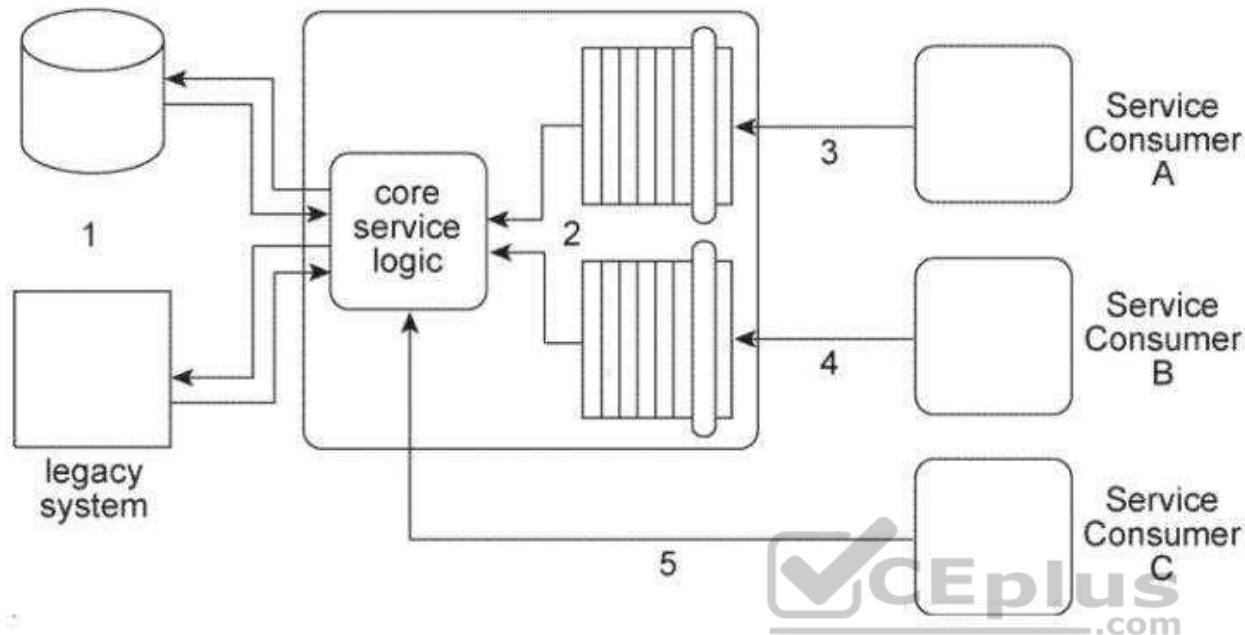 Service
Consumer
A
3
core
service
logic
2
1
Service
Consumer
B
4
legacy
system
Service
Consumer
C
5
CEplus
.com